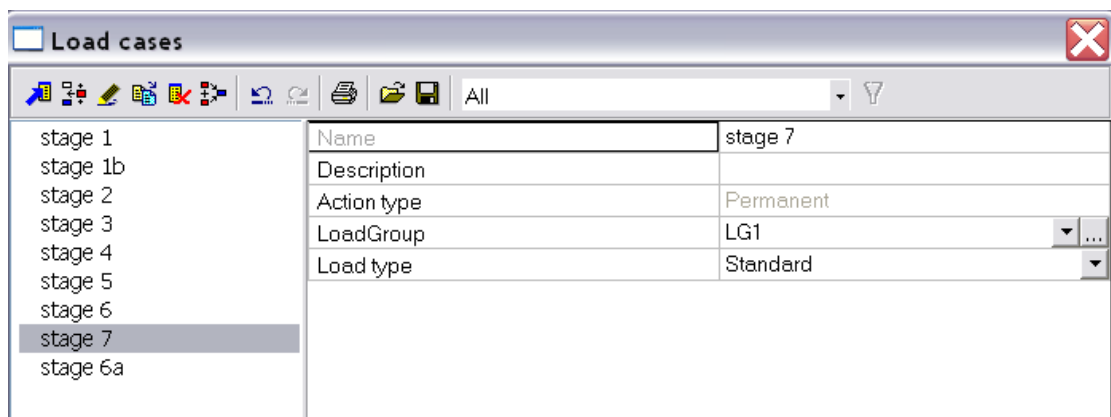 Load cases
All
stage 1
stage 1b
stage 2
stage 3
stage 4
stage 5
stage 6
stage 7
stage 6a
Name stage 7
Description
Action type Permanent
LoadGroup LG1 ...
Load type Standard